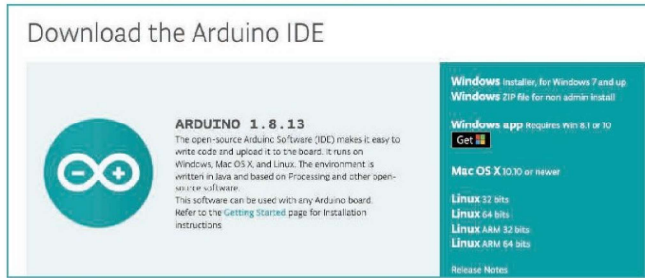 Download the Arduino IDE
ARDUINO 1.8.13
The open-source Arduino Software (IDE) makes it easy to
write code and upload it to the board. It runs on
Windows, Mac OS X, and Linux. The environment is
written in Java and based on Processing and other open-
source software.
This software can be used with any Arduino board.
Refer to the Getting Started page for Installation
instructions
Windows Installer, for Windows 7 and up
Windows ZIP file for non admin install
Windows app Requires Win 8.1 or 10
Get
Mac OS X 10.10 or newer
Linux 32 bits
Linux 64 bits
Linux ARM 32 bits
Linux ARM 64 bits
Release Notes